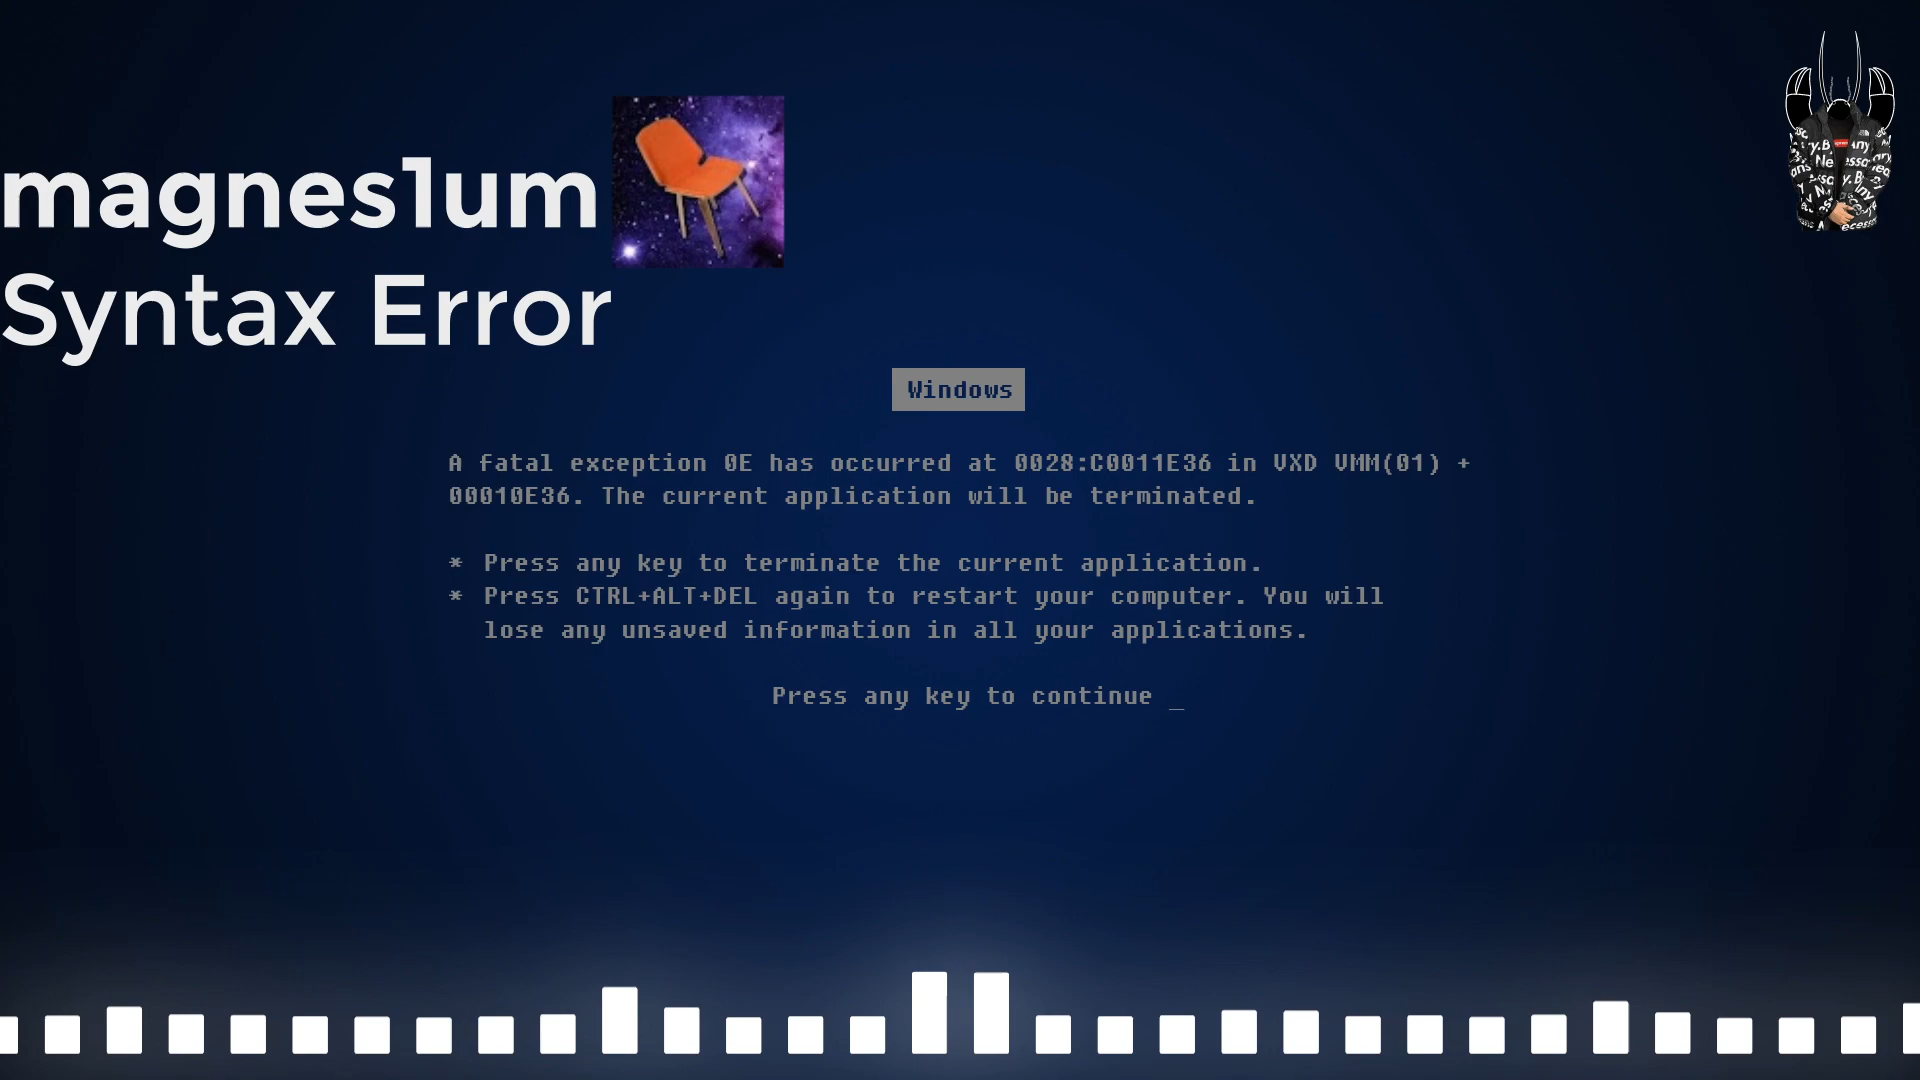 magnes1um
Syntax Error
Windows
A fatal exception 0E has occurred at 0028:C0011E36 in VXD VMM(01) +
00010E36. The current application will be terminated.
* Press any key to terminate the current application.
* Press CTRL+ALT+DEL again to restart your computer. You will
lose any unsaved information in all your applications.
Press any key to continue _